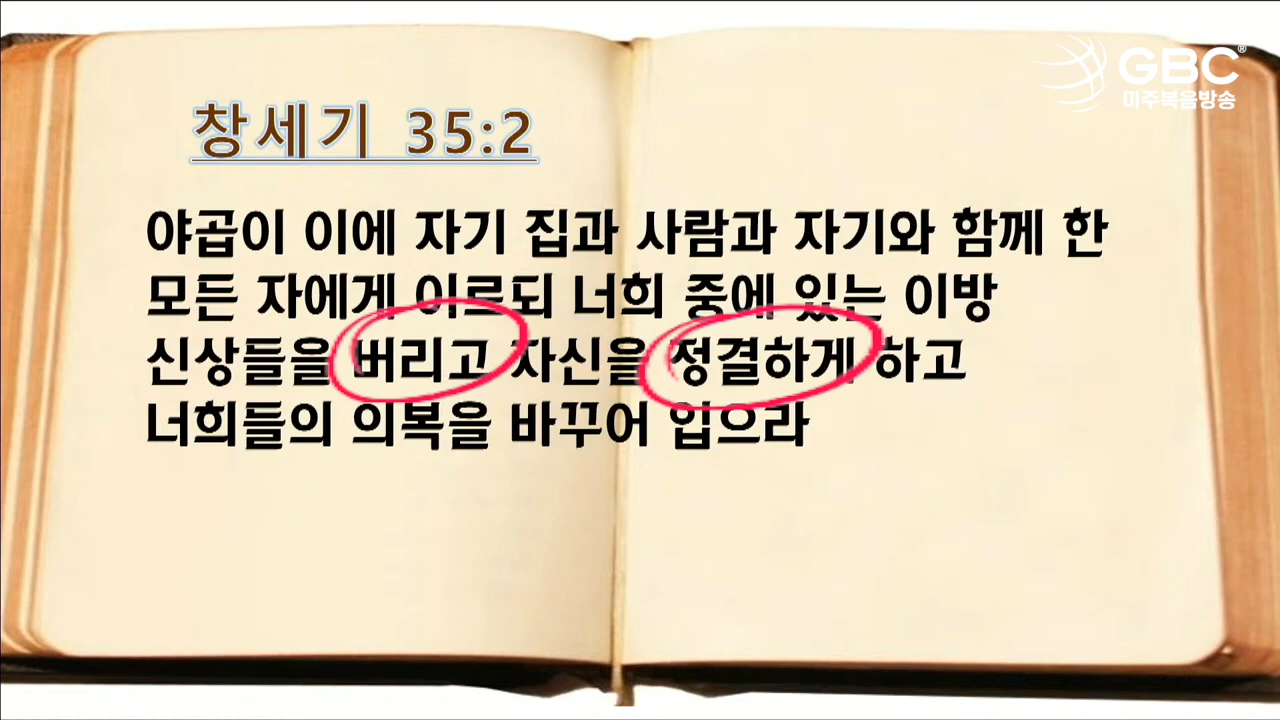 GBC®
미주복음방송
창세기 35:2
야곱이 이에 자기 집과 사람과 자기와 함께 한
모든 자에게 이르되 너희 중에 있는 이방
신상들을 버리고 자신을 정결하게 하고
너희들의 의복을 바꾸어 입으라